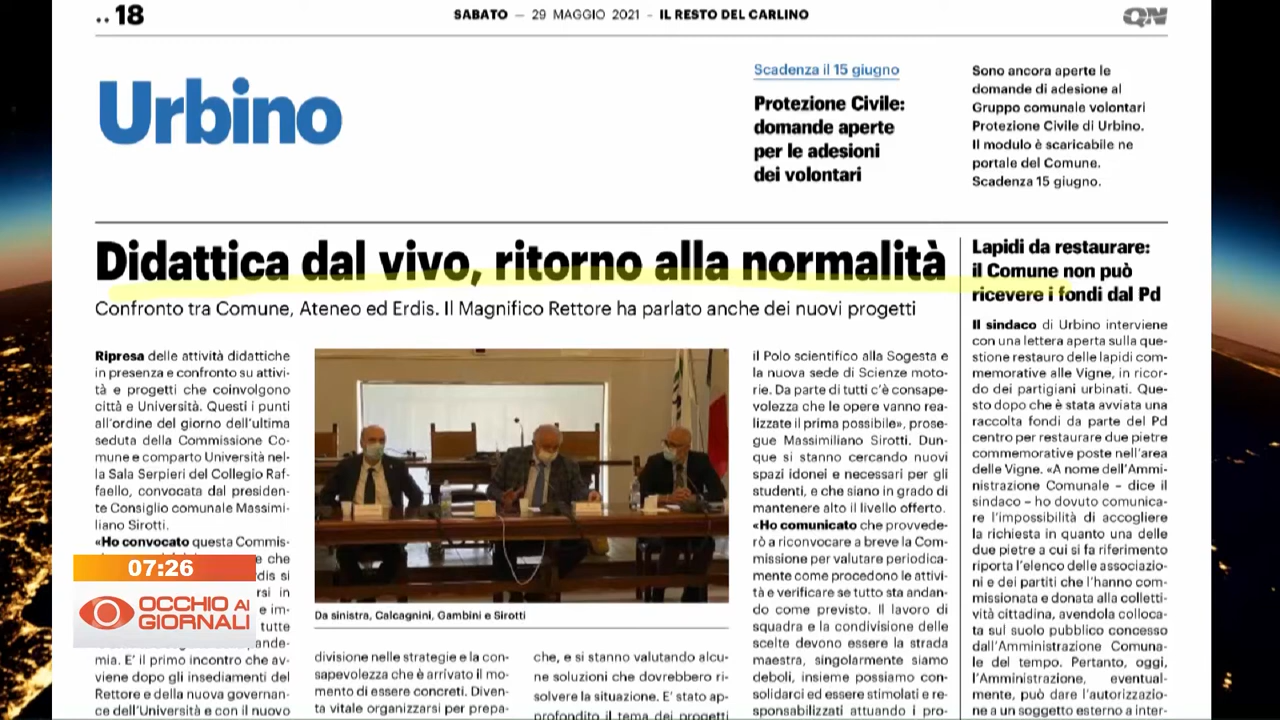 ..18
SABATO — 29 MAGGIO 2021 – IL RESTO DEL CARLINO
QN
Urbino
Scadenza il 15 giugno
Protezione Civile:
domande aperte
per le adesioni
dei volontari
Sono ancora aperte le
domande di adesione al
Gruppo comunale volontari
Protezione Civile di Urbino.
Il modulo è scaricabile ne
portale del Comune.
Scadenza 15 giugno.
Didattica dal vivo, ritorno alla normalità
Confronto tra Comune, Ateneo ed Erdis. Il Magnifico Rettore ha parlato anche dei nuovi progetti
Ripresa delle attività didattiche
in presenza e confronto su attivi-
tà e progetti che coinvolgono
città e Università. Questi i punti
all'ordine del giorno dell'ultima
seduta della Commissione Co-
mune e comparto Università nel-
la Sala Serpieri del Collegio Raf-
faello, convocata dal presiden-
te Consiglio comunale Massimi-
liano Sirotti.
«Ho convocato questa Commis-
e che
rdis si
rsi in
e im-
tutte
ande-
mia. E' il primo incontro che av-
viene dopo gli insediamenti del
Rettore e della nuova governan-
ce dell'Università e con il nuovo
Da sinistra, Calcagnini, Gambini e Sirotti
divisione nelle strategie e la con-
sapevolezza che è arrivato il mo-
mento di essere concreti. Diven-
ta vitale organizzarsi per prepa-
che, e si stanno valutando alcu-
ne soluzioni che dovrebbero ri-
solvere la situazione. E' stato ap-
profondito il tema dei progetti
il Polo scientifico alla Sogesta e
la nuova sede di Scienze moto-
rie. Da parte di tutti c'è consape-
volezza che le opere vanno rea-
lizzate il prima possibile», prose-
gue Massimiliano Sirotti. Dun-
que si stanno cercando nuovi
spazi idonei e necessari per gli
studenti, e che siano in grado di
mantenere alto il livello offerto.
«Ho comunicato che provvede-
rò a riconvocare a breve la Com-
missione per valutare periodica-
mente come procedono le attivi-
tà e verificare se tutto sta andan-
do come previsto. Il lavoro di
squadra e la condivisione delle
scelte devono essere la strada
maestra, singolarmente siamo
deboli, insieme possiamo con-
solidarci ed essere stimolati e re-
sponsabilizzati attuando i pro-
Lapidi da restaurare:
il Comune non può
ricevere i fondi dal Pd
Il sindaco di Urbino interviene
con una lettera aperta sulla que-
stione restauro delle lapidi com-
memorative alle Vigne, in ricor-
do dei partigiani urbinati. Que-
sto dopo che è stata avviata una
raccolta fondi da parte del Pd
centro per restaurare due pietre
commemorative poste nell'area
delle Vigne. «A nome dell'Ammi-
nistrazione Comunale – dice il
sindaco – ho dovuto comunica-
re l'impossibilità di accogliere
la richiesta in quanto una delle
due pietre a cui si fa riferimento
riporta l'elenco delle associazio-
ni e dei partiti che l'hanno com-
missionata e donata alla colletti-
vità cittadina, avendola colloca-
ta sul suolo pubblico concesso
dall'Amministrazione Comuna-
le del tempo. Pertanto, oggi,
l'Amministrazione, eventual-
mente, può dare l'autorizzazio-
ne a un soggetto esterno a inter-
07:26
OCCHIO AI
GIORNALI